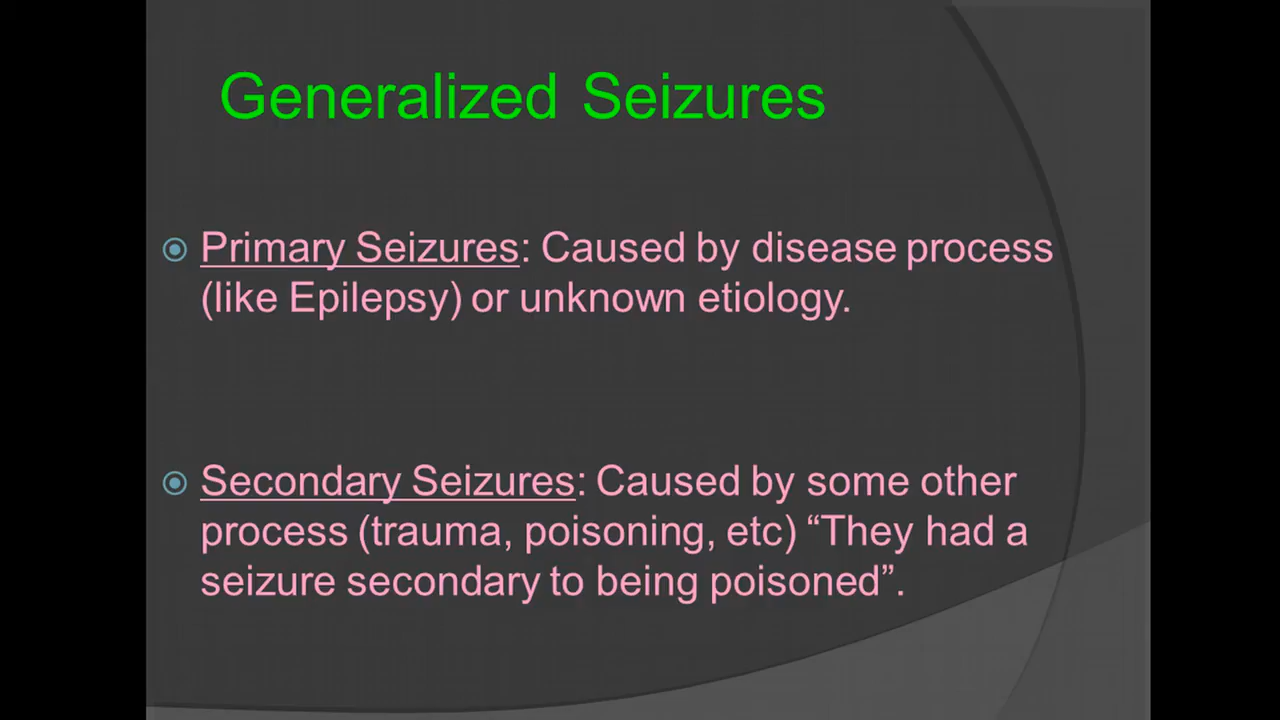 Generalized Seizures
Primary Seizures: Caused by disease process
(like Epilepsy) or unknown etiology.
Secondary Seizures: Caused by some other
process (trauma, poisoning, etc) “They had a
seizure secondary to being poisoned”.